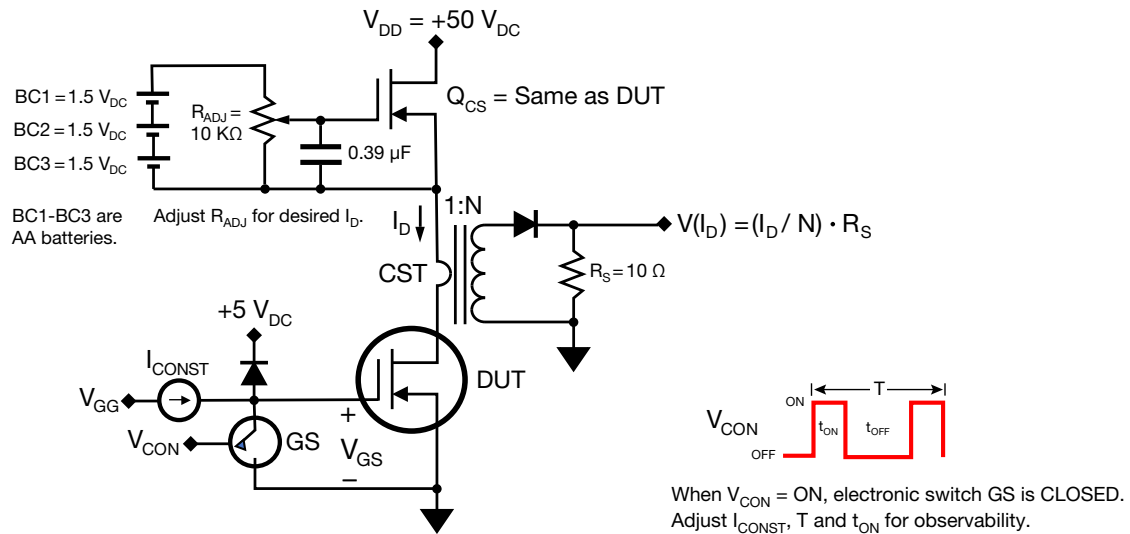 V_DD = +50 V_DC
BC1 = 1.5 V_DC
BC2 = 1.5 V_DC
BC3 = 1.5 V_DC
R_ADJ =
10 KΩ
Q_CS = Same as DUT
0.39 µF
BC1-BC3 are
AA batteries.
Adjust R_ADJ for desired I_D.
I_D
1:N
CST
V(I_D) = (I_D / N) · R_S
R_S = 10 Ω
+5 V_DC
I_CONST
V_GG
V_CON
GS
+
V_GS
−
DUT
V_CON
ON
OFF
T
t_ON
t_OFF
When V_CON = ON, electronic switch GS is CLOSED.
Adjust I_CONST, T and t_ON for observability.